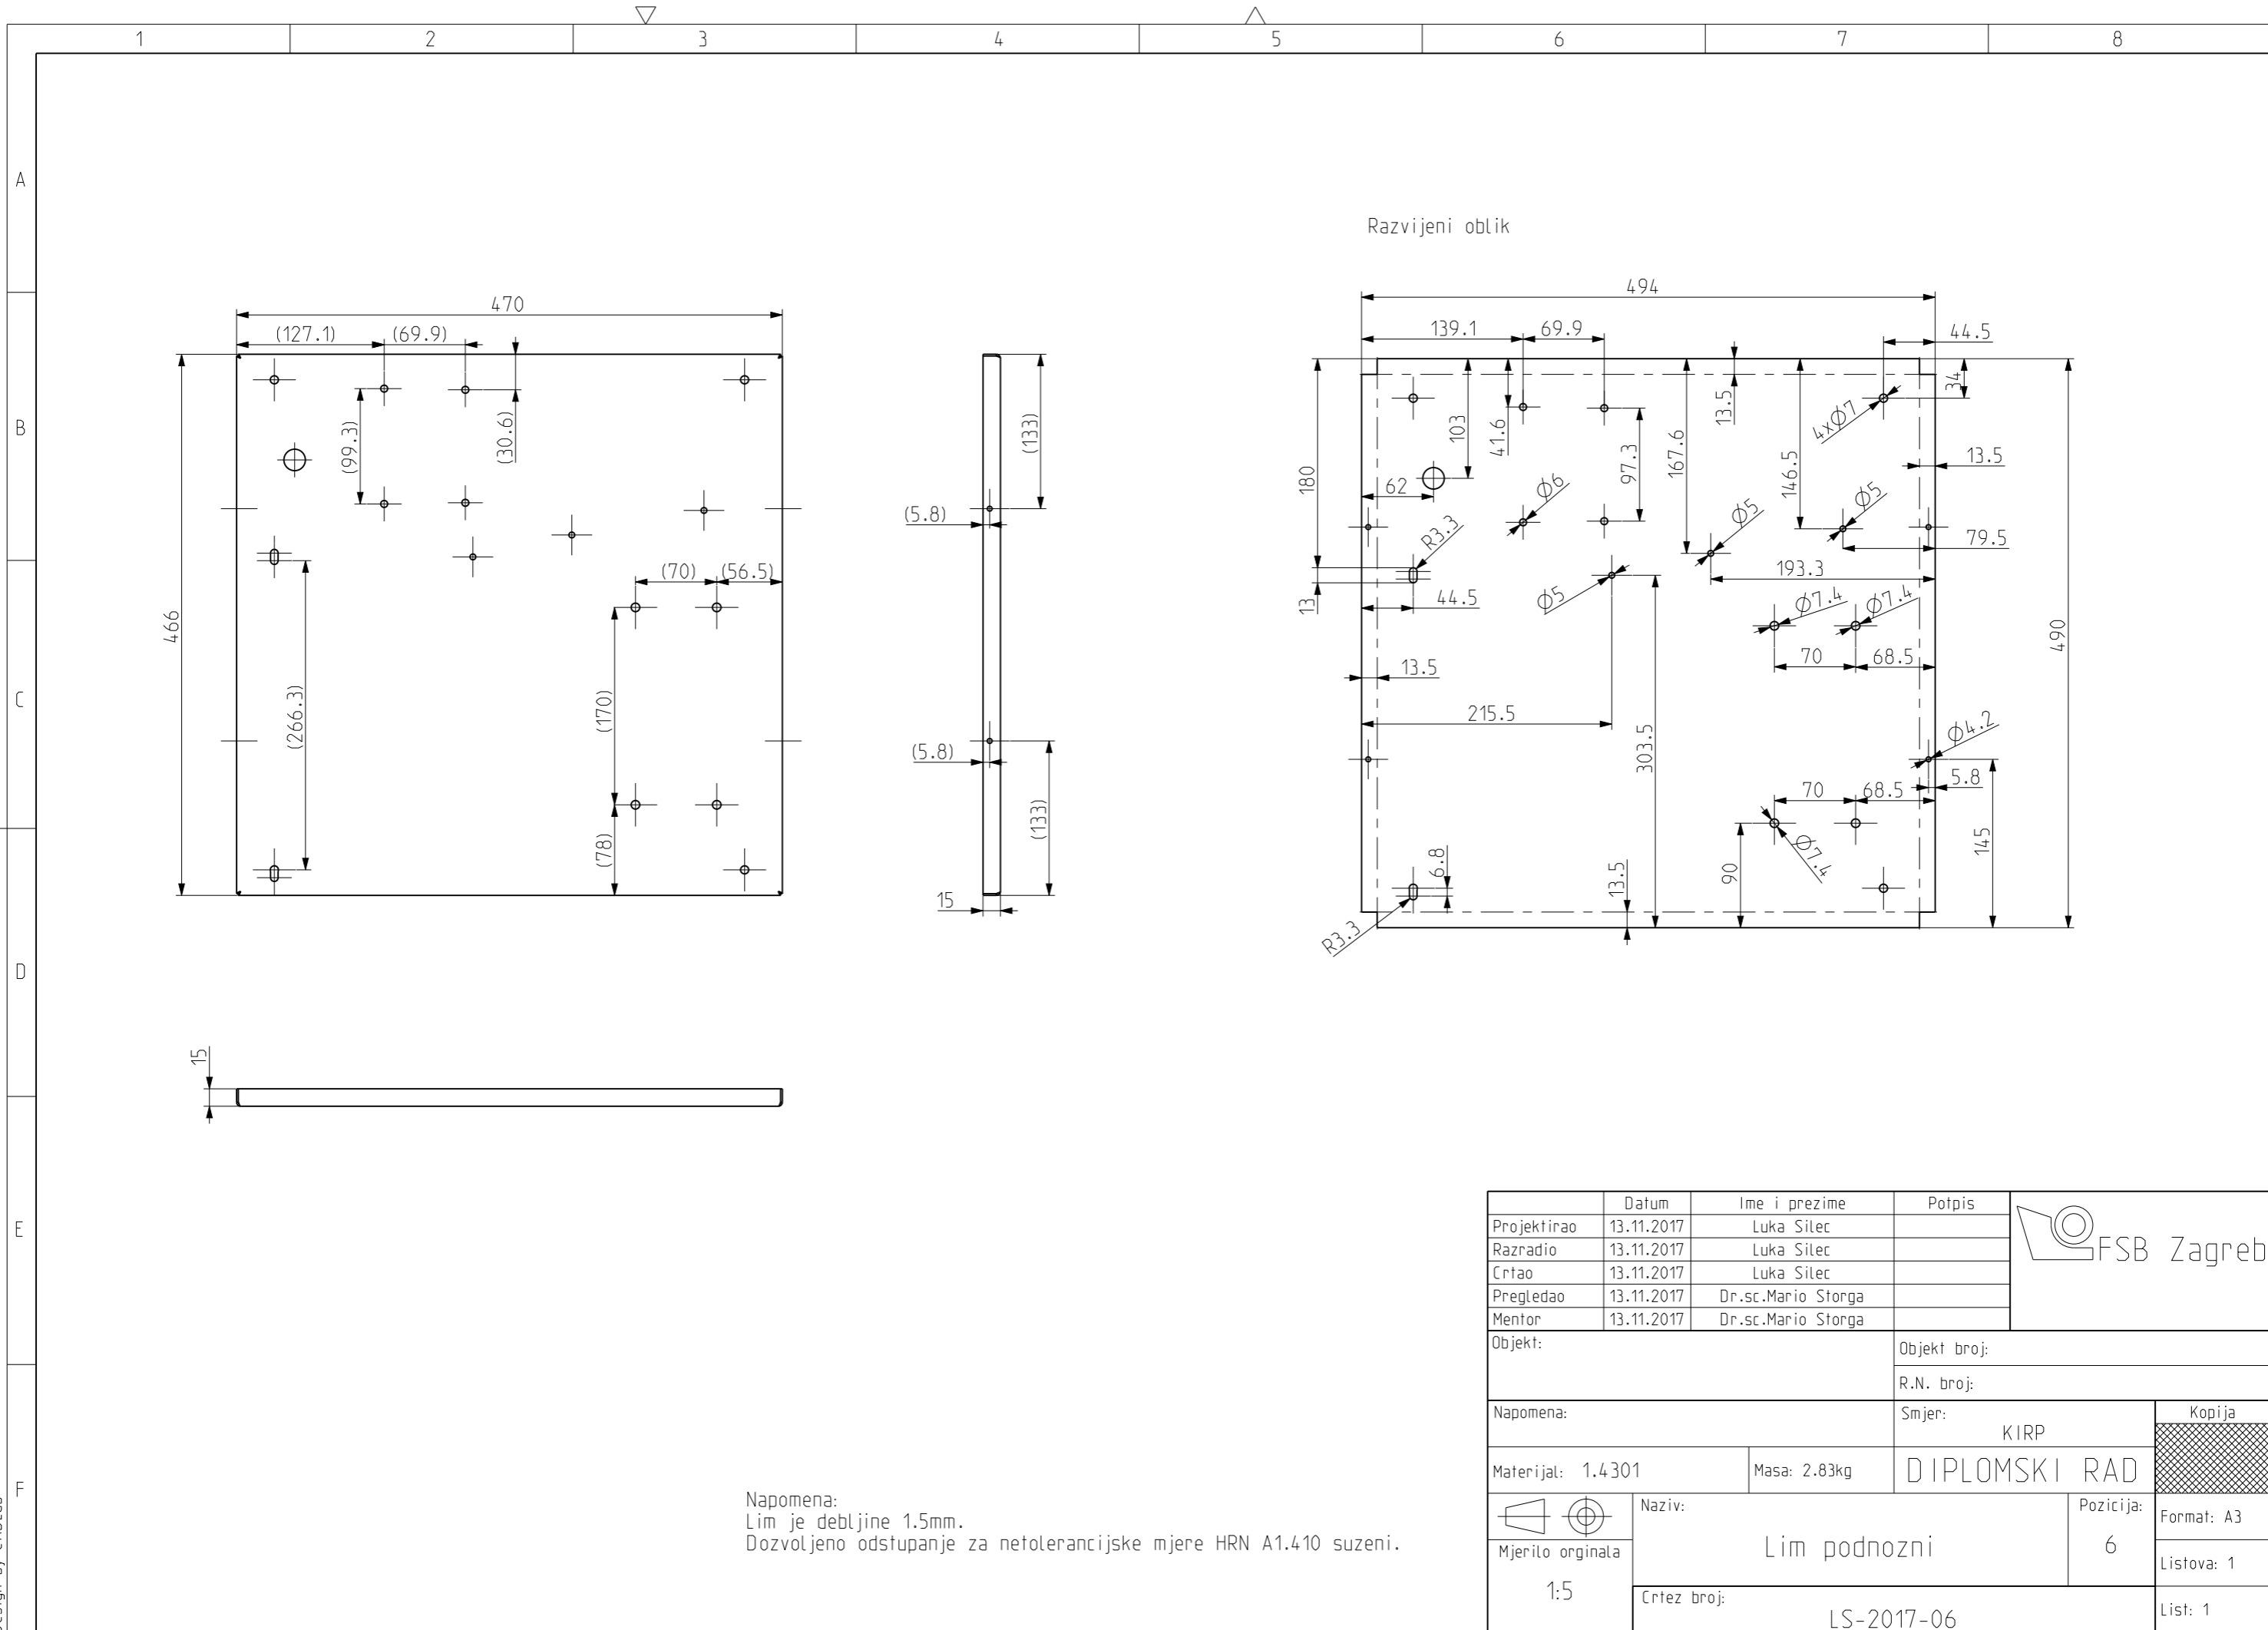 1 2 3 4 5 6 7 8
A
B
C
D
E
F
Razvijeni oblik
470
(127.1) (69.9)
(30.6)
(99.3)
466
(266.3)
(70) (56.5)
(170)
(78)
(133)
(5.8)
(5.8)
(133)
15
15
494
139.1 69.9 44.5
34
4xØ7
13.5
13.5
103
41.6
97.3
167.6
146.5
180
62
Ø6
Ø5
Ø5
79.5
R3.3
193.3
13
44.5
Ø5
Ø7.4 Ø7.4
70 68.5
490
13.5
215.5
303.5
Ø4.2
5.8
70 68.5
145
Ø7.4
90
6.8
13.5
R3.3
Napomena:
Lim je debljine 1.5mm.
Dozvoljeno odstupanje za netolerancijske mjere HRN A1.410 suzeni.
Datum Ime i prezime Potpis
Projektirao 13.11.2017 Luka Silec
Razradio 13.11.2017 Luka Silec
Crtao 13.11.2017 Luka Silec
Pregledao 13.11.2017 Dr.sc.Mario Storga
Mentor 13.11.2017 Dr.sc.Mario Storga
FSB Zagreb
Objekt:
Objekt broj:
R.N. broj:
Napomena:
Smjer:
KIRP
Kopija
Materijal: 1.4301 Masa: 2.83kg
DIPLOMSKI RAD
Naziv:
Lim podnozni
Pozicija:
6
Format: A3
Mjerilo orginala
1:5
Listova: 1
Crtez broj:
LS-2017-06
List: 1